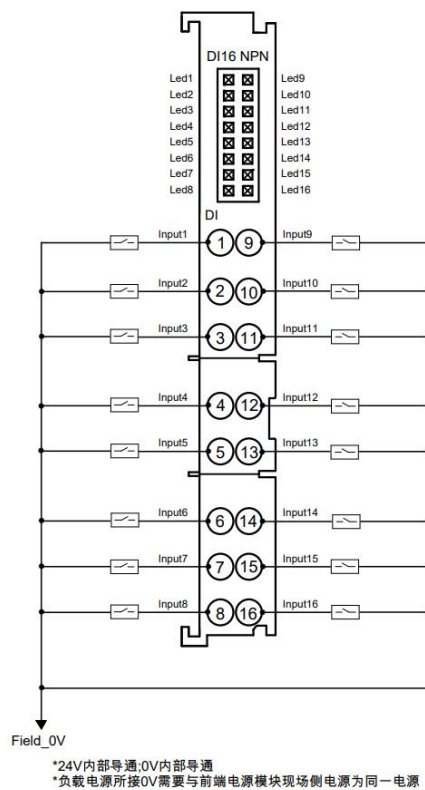 DI16 NPN
Led1 Led9
Led2 Led10
Led3 Led11
Led4 Led12
Led5 Led13
Led6 Led14
Led7 Led15
Led8 Led16
DI
Input1 1 9 Input9
Input2 2 10 Input10
Input3 3 11 Input11
Input4 4 12 Input12
Input5 5 13 Input13
Input6 6 14 Input14
Input7 7 15 Input15
Input8 8 16 Input16
Field_0V
*24V内部导通;0V内部导通
*负载电源所接0V需要与前端电源模块现场侧电源为同一电源